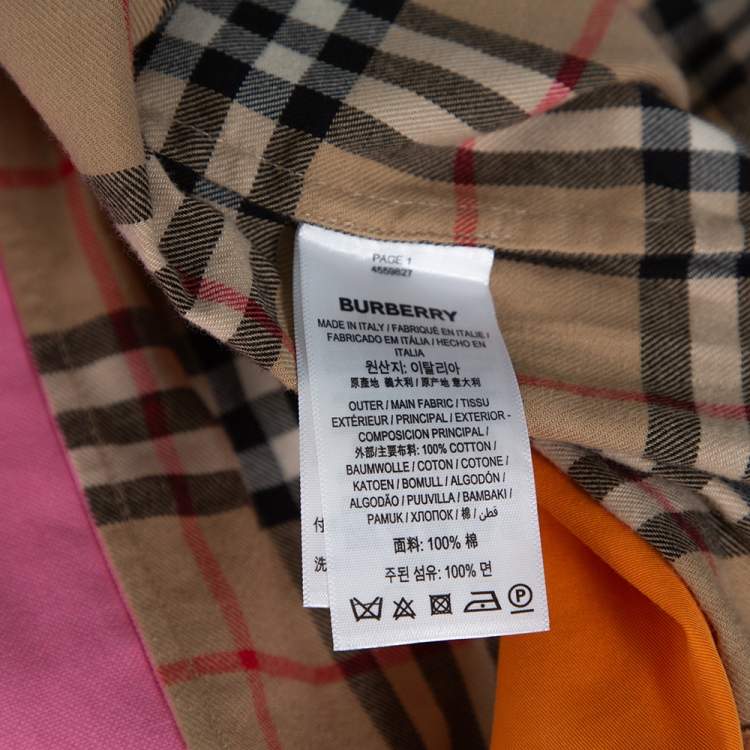 PAGE 1
4559827
BURBERRY
MADE IN ITALY / FABRIQUÉ EN ITALIE /
FABRICADO EM ITÁLIA / HECHO EN
ITALIA
원산지: 이탈리아
原産地 義大利 / 原产地 意大利
OUTER / MAIN FABRIC / TISSU
EXTÉRIEUR / PRINCIPAL / EXTERIOR -
COMPOSICION PRINCIPAL /
外部/主要布料: 100% COTTON /
BAUMWOLLE / COTON / COTONE /
KATOEN / BOMULL / ALGODÓN /
ALGODÃO / PUUVILLA / BAMBAKI /
PAMUK / ХЛОПОК / 棉 / قطن
面料: 100% 棉
주된 섬유: 100% 면
P
付
洗